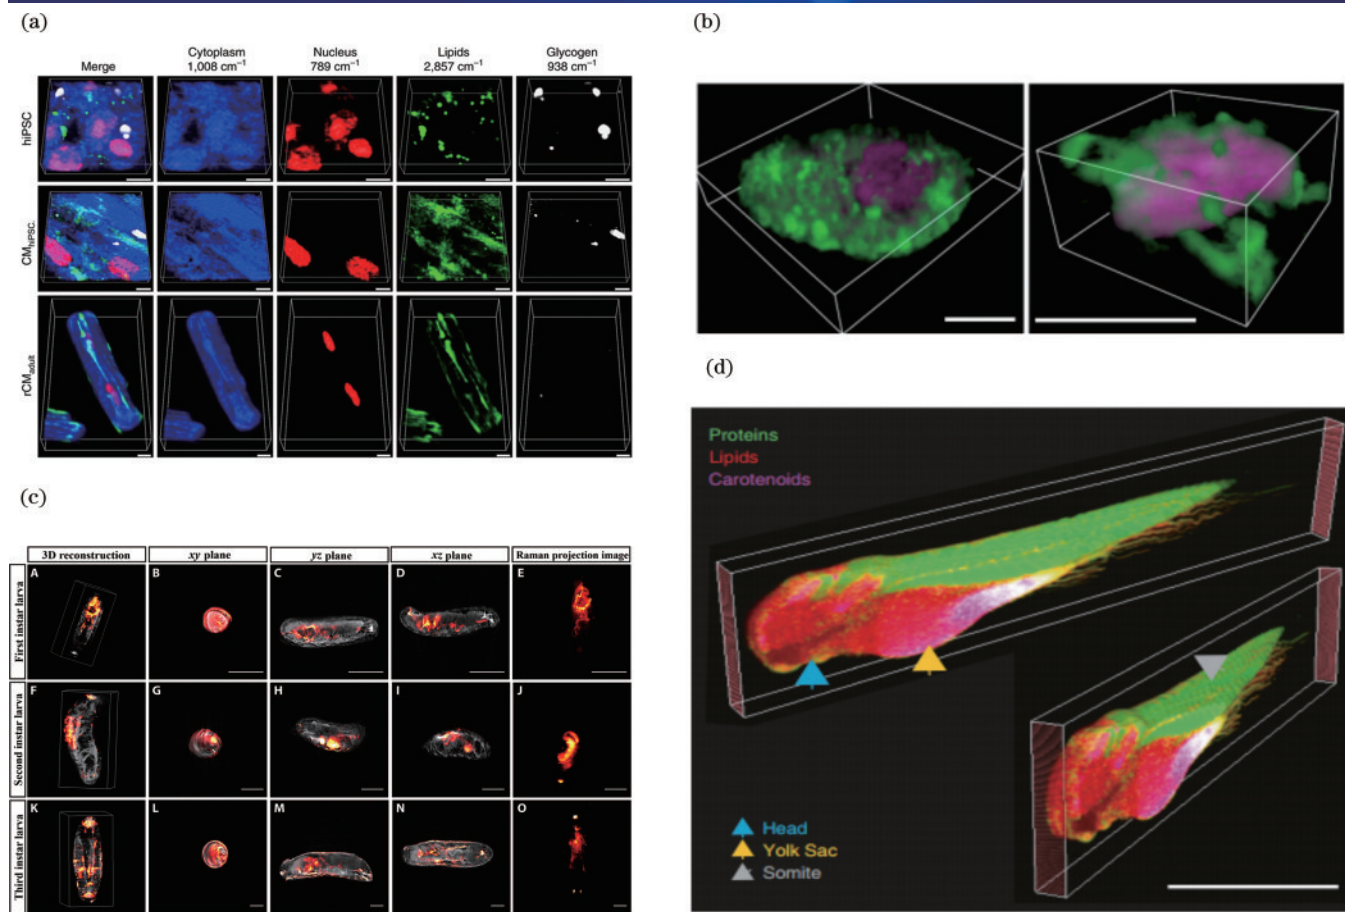 (a)
Merge
Cytoplasm
1,008 cm⁻¹
Nucleus
789 cm⁻¹
Lipids
2,857 cm⁻¹
Glycogen
938 cm⁻¹
hiPSC
CMhiPSC
rCMadult
(b)
(c)
3D reconstruction
xy plane
yz plane
xz plane
Raman projection image
First instar larva
A
B
C
D
E
Second instar larva
F
G
H
I
J
Third instar larva
K
L
M
N
O
(d)
Proteins
Lipids
Carotenoids
Head
Yolk Sac
Somite